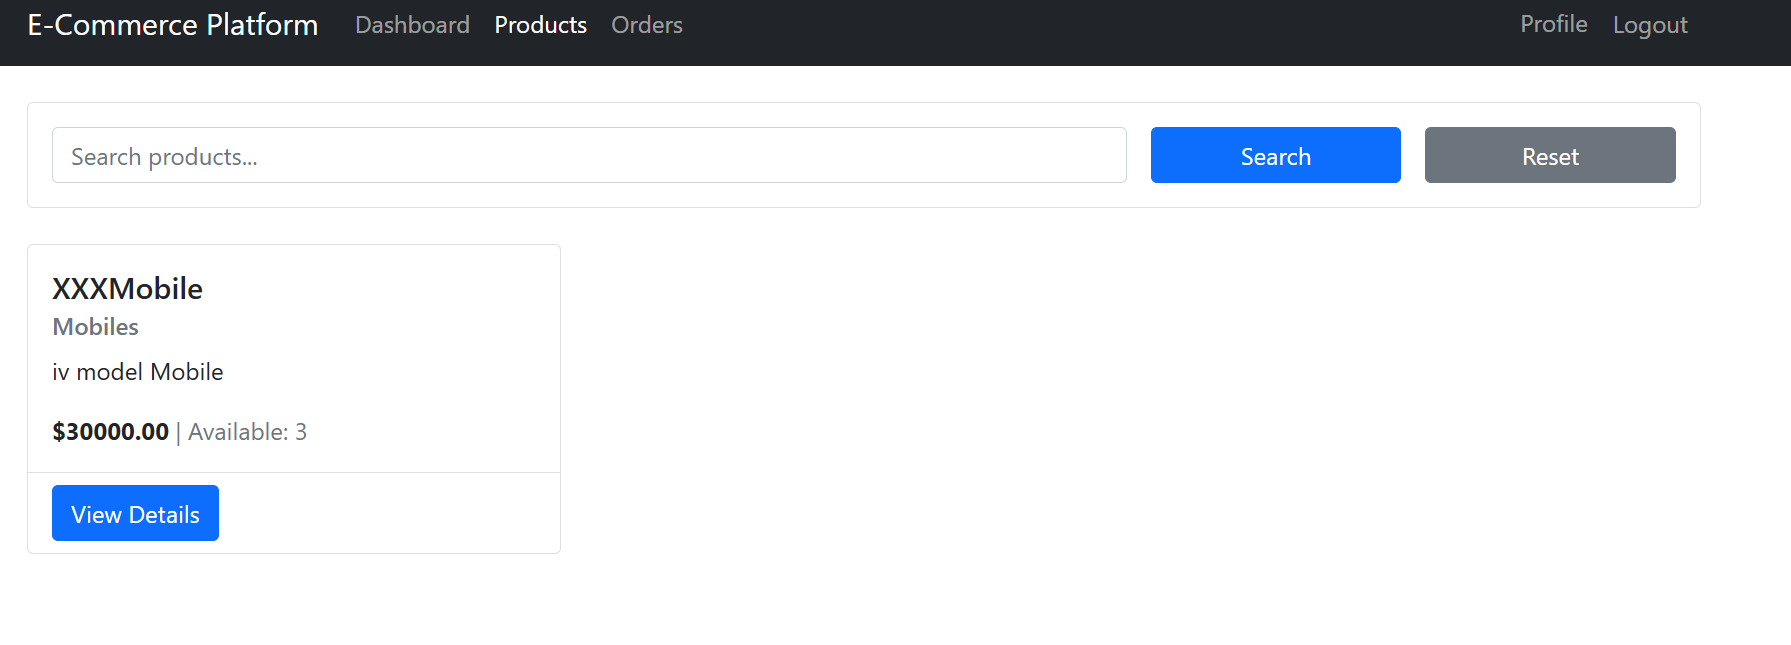 E-Commerce Platform Dashboard Products Orders Profile Logout
Search products... Search Reset
XXXMobile
Mobiles
iv model Mobile
$30000.00 | Available: 3
View Details